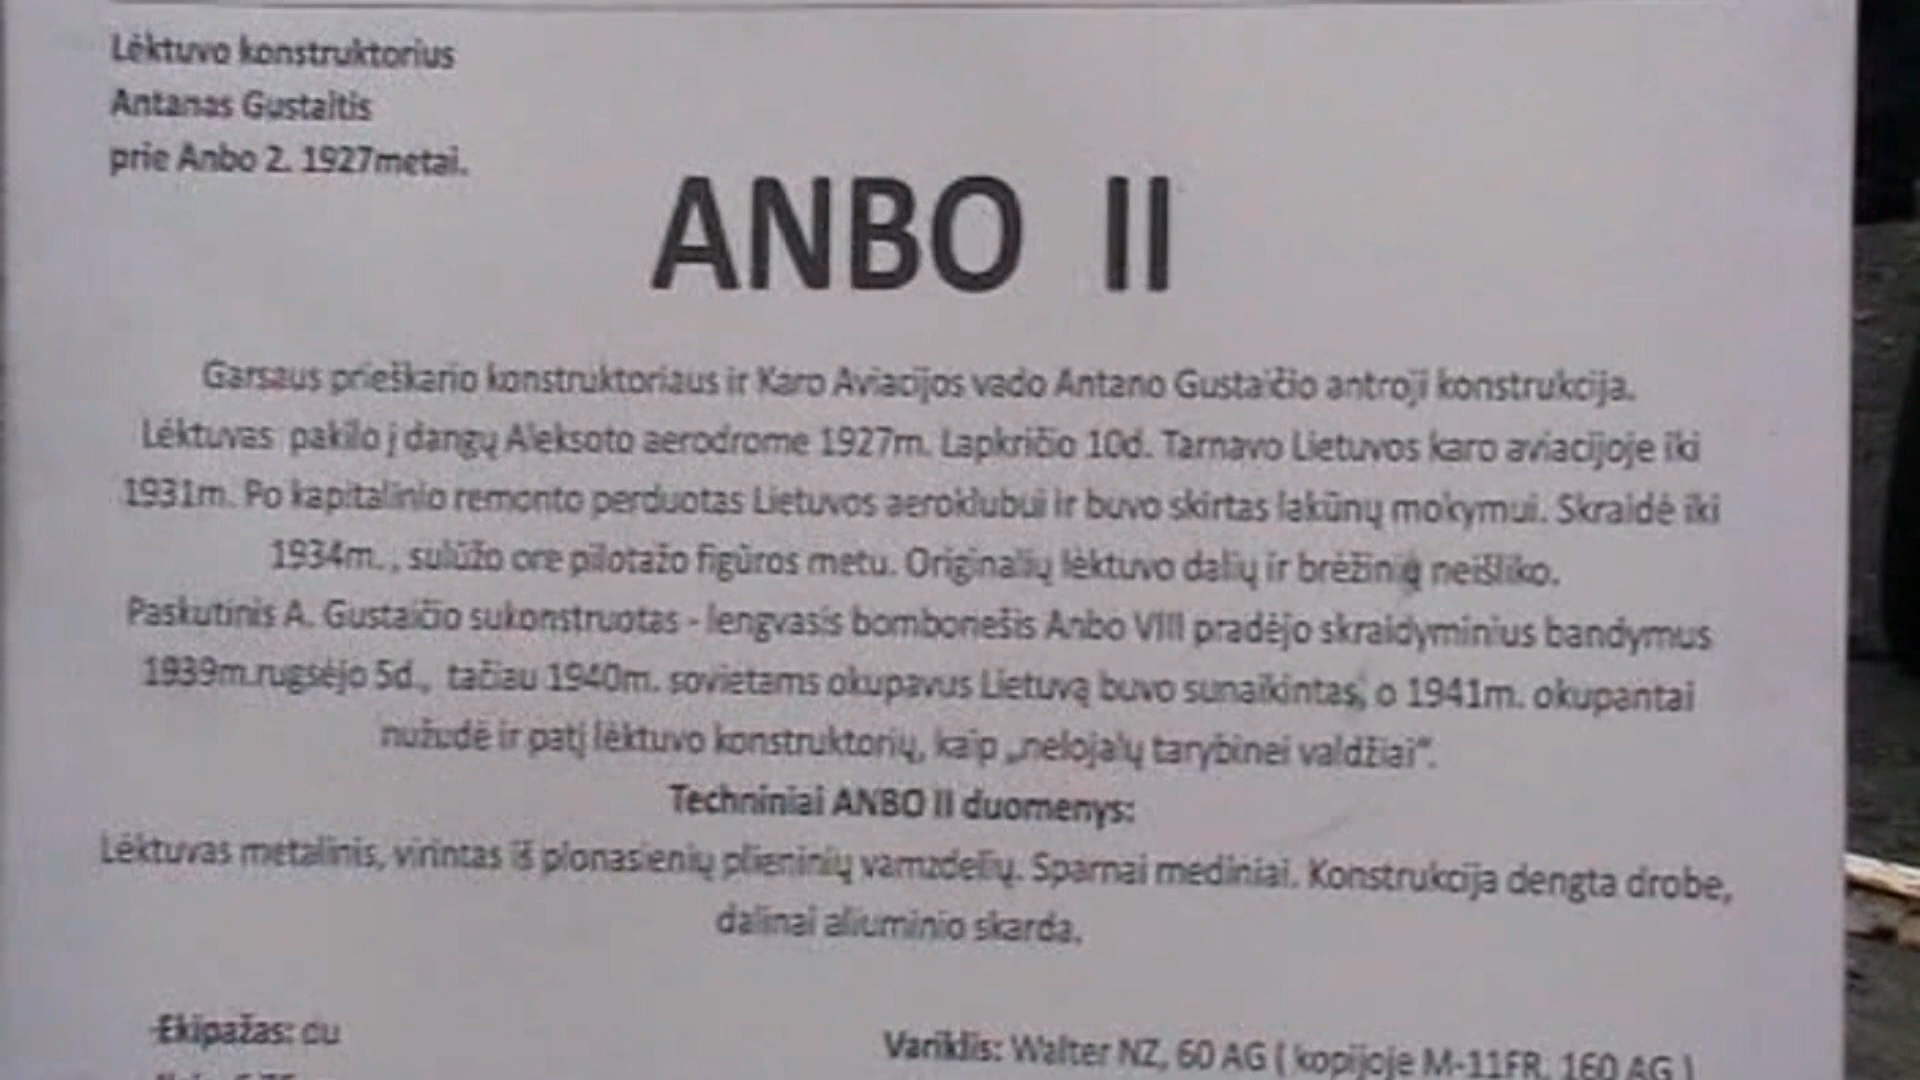 Lėktuvo konstruktorius
Antanas Gustaitis
prie Anbo 2. 1927metai.
ANBO II
Garsaus prieškario konstruktoriaus ir Karo Aviacijos vado Antano Gustaičio antroji konstrukcija.
Lėktuvas pakilo į dangų Aleksoto aerodrome 1927m. Lapkričio 10d. Tarnavo Lietuvos karo aviacijoje iki
1931m. Po kapitalinio remonto perduotas Lietuvos aeroklubui ir buvo skirtas lakūnų mokymui. Skraidė iki
1934m. , sulūžo ore pilotažo figūros metu. Originalių lėktuvo dalių ir brėžinių neišliko.
Paskutinis A. Gustaičio sukonstruotas - lengvasis bombonešis Anbo VIII pradėjo skraidyminius bandymus
1939m.rugsėjo 5d., tačiau 1940m. sovietams okupavus Lietuvą buvo sunaikintas, o 1941m. okupantai
nužudė ir patį lėktuvo konstruktorių, kaip „nelojalų tarybinei valdžiai“.
Techniniai ANBO II duomenys:
Lėktuvas metalinis, virintas iš plonasienių plieninių vamzdelių. Sparnai mediniai. Konstrukcija dengta drobe,
dalinai aliuminio skarda.
Ekipažas: du
Variklis: Walter NZ, 60 AG ( kopijoje M-11FR, 160 AG )